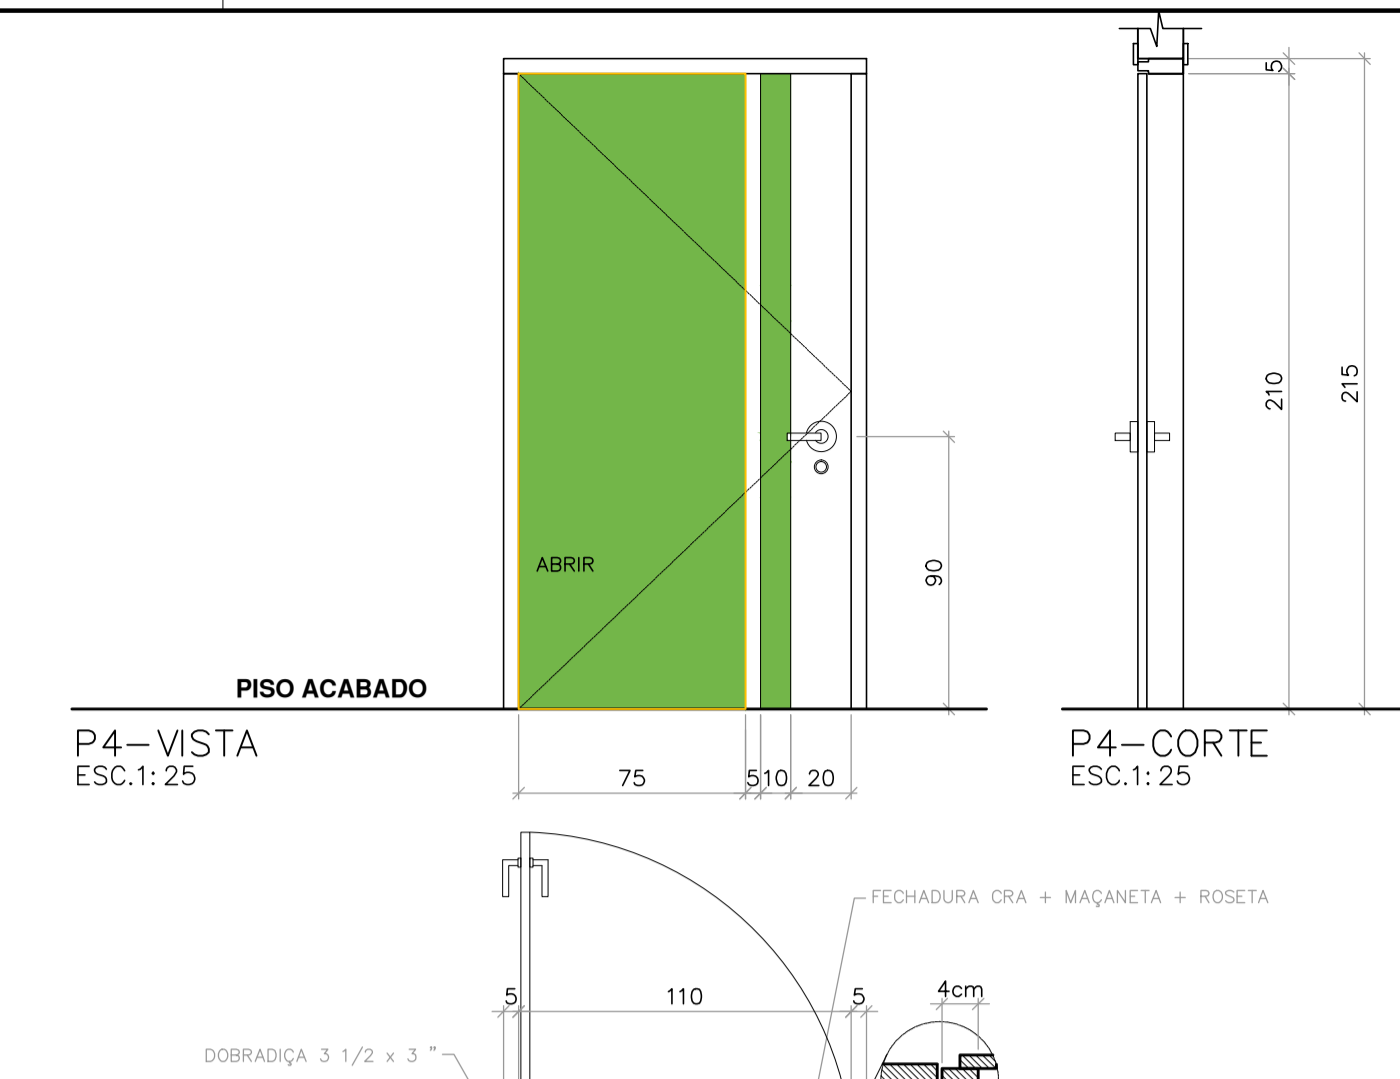 5
210
215
90
ABRIR
PISO ACABADO
P4-VISTA
ESC.1:25
P4-CORTE
ESC.1:25
75
5
10
20
FECHADURA CRA + MAÇANETA + ROSETA
5
110
5
4cm
DOBRADIÇA 3 1/2 x 3 "